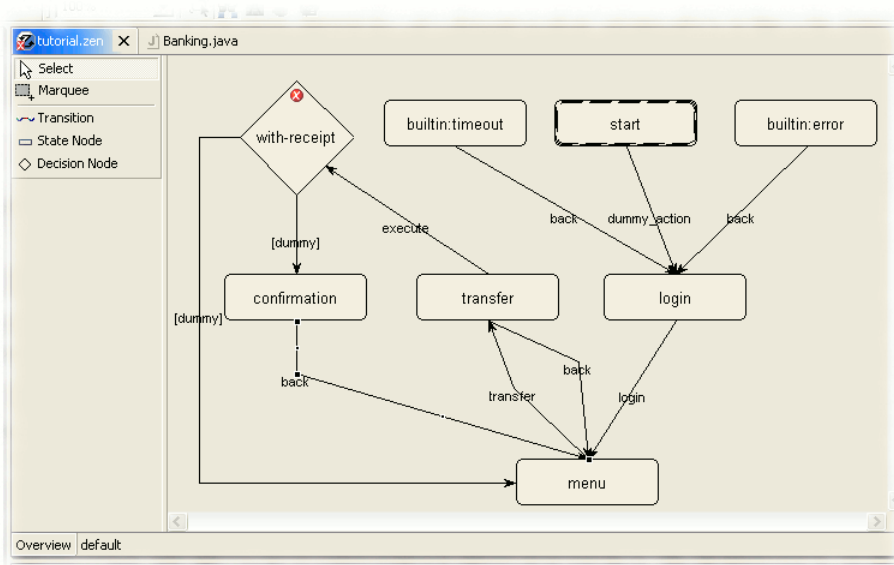 tutorial.zen
Banking.java
Select
Marquee
Transition
State Node
Decision Node
with-receipt
builtin:timeout
start
builtin:error
back
dummy_action
back
execute
[dummy]
confirmation
transfer
login
[dummy]
back
back
transfer
login
menu
Overview
default